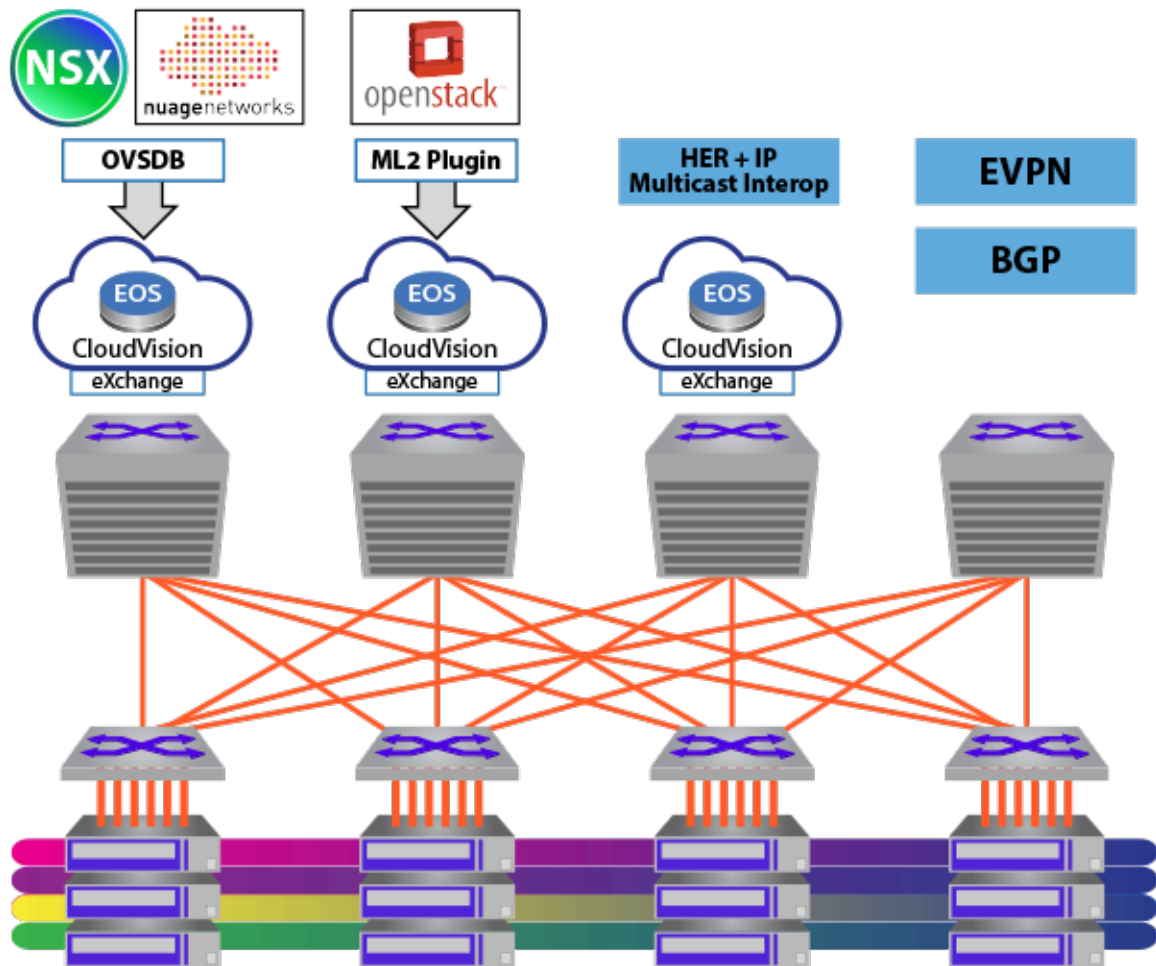 NSX
nuagenetworks
openstack™
OVSDB
ML2 Plugin
HER + IP
Multicast Interop
EVPN
BGP
EOS
CloudVision
eXchange
EOS
CloudVision
eXchange
EOS
CloudVision
eXchange